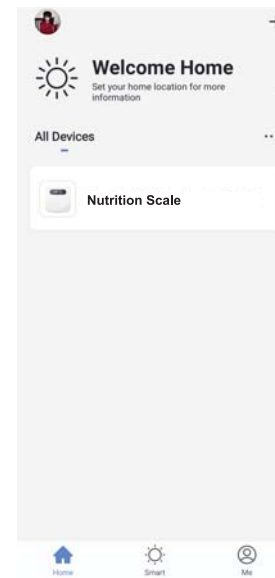 Welcome Home
Set your home location for more
information
All Devices
Nutrition Scale
Home
Smart
Me